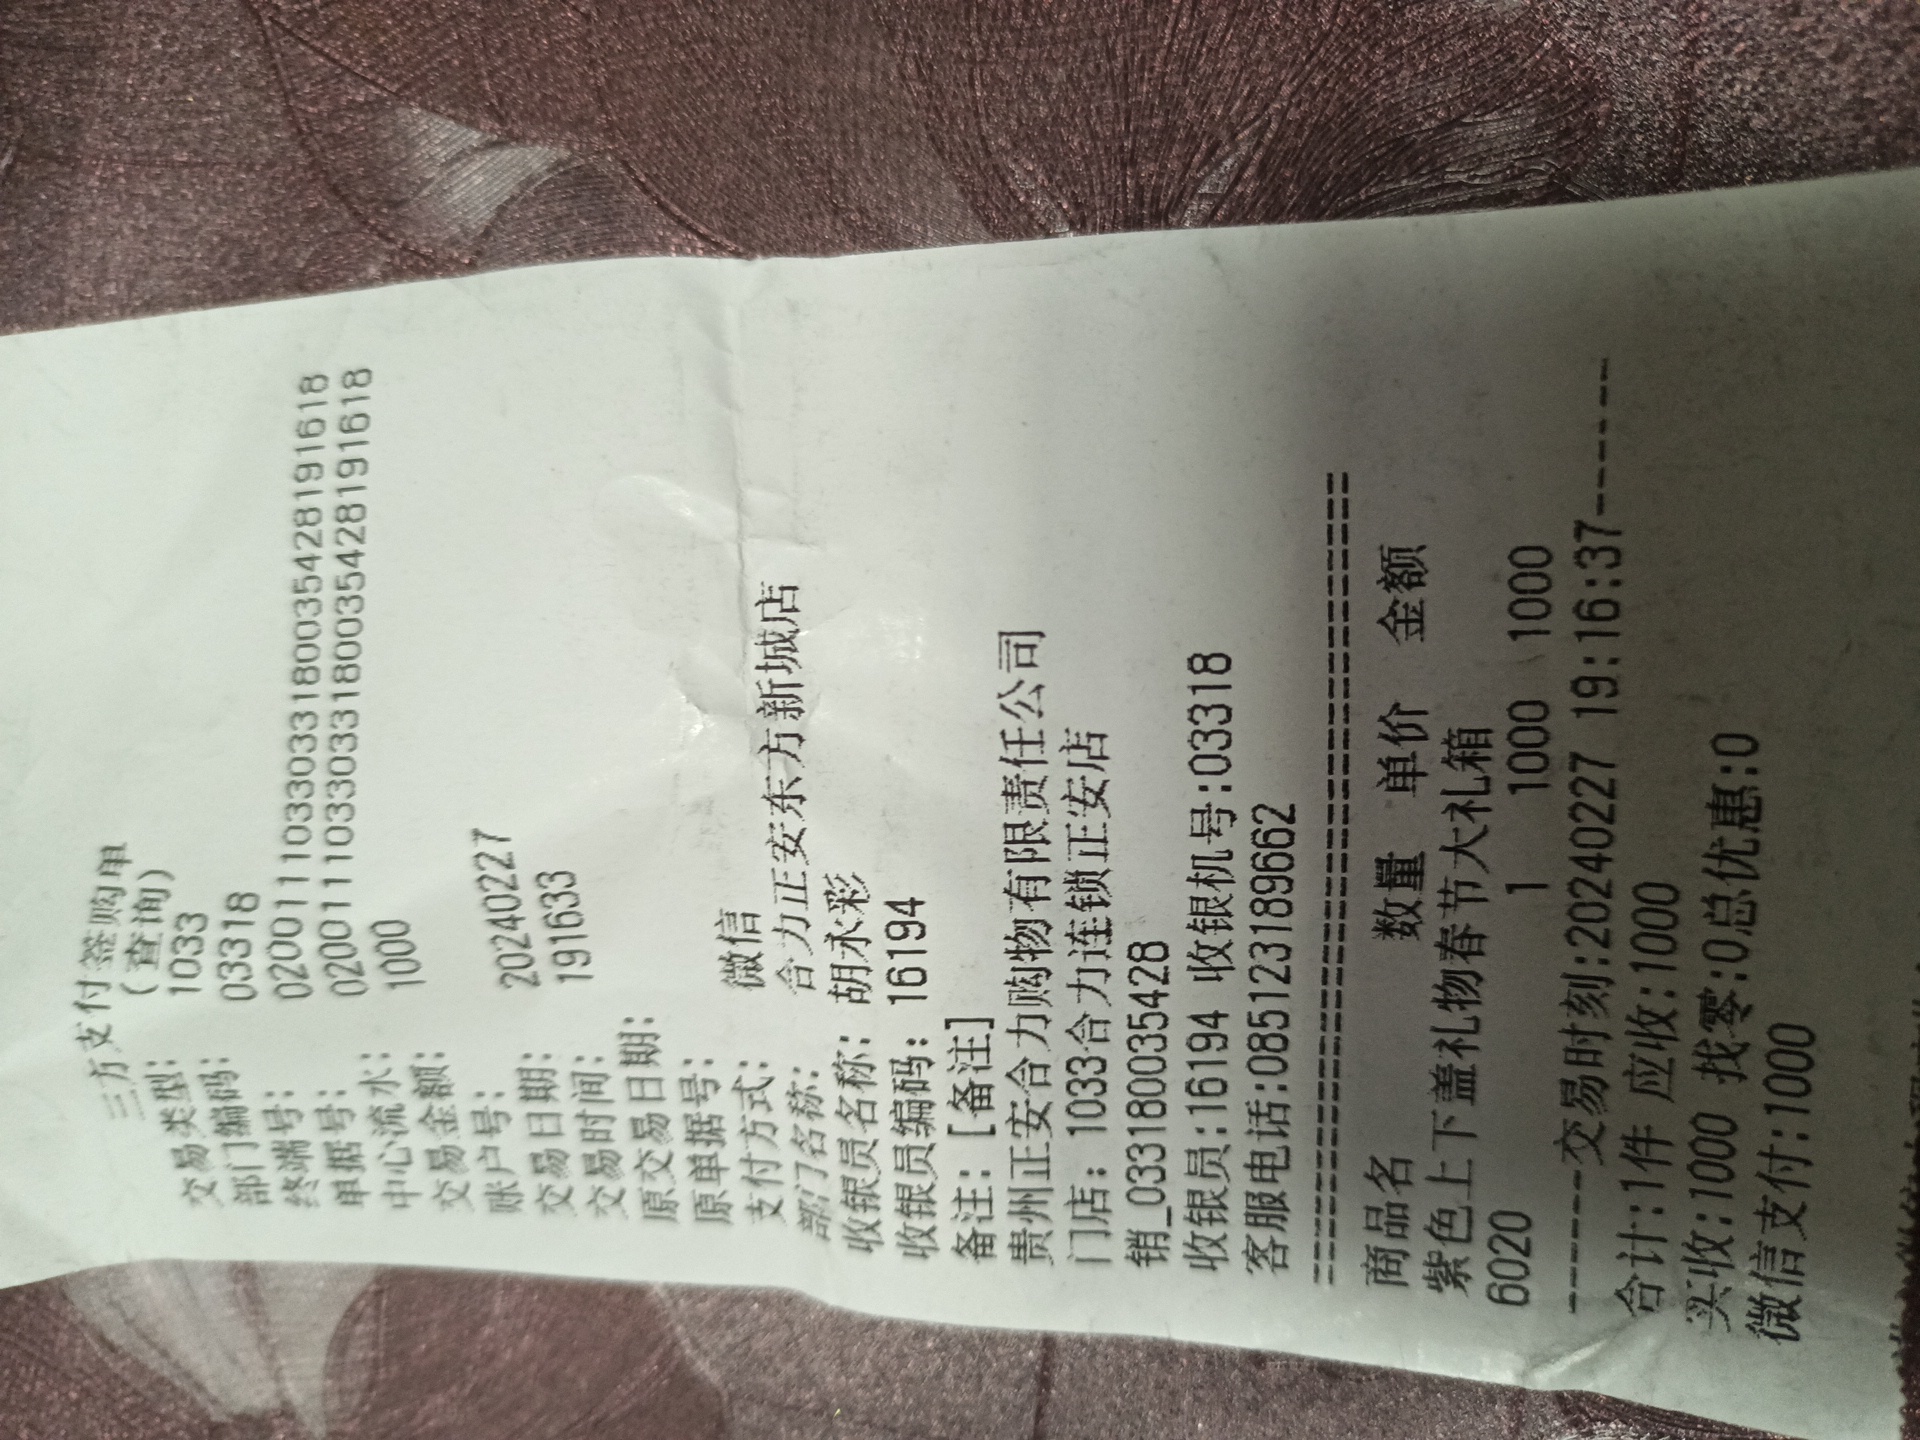 三方支付签购单
(查询)
交易类型: 1033
部门编码: 03318
终端号: 0200111033033180035428191618
单据号: 0200111033033180035428191618
中心流水: 1000
交易金额:
账户号: 20240227
交易日期: 191633
交易时间:
原交易日期:
原单据号: 微信
支付方式: 合力正安东方新城店
部门名称: 胡永彩
收银员名称: 16194
收银员编码:
备注: [备注]
贵州正安合力购物有限责任公司
门店: 1033合力连锁正安店
销_033180035428
收银员:16194 收银机号:03318
客服电话:085123189662
================================
商品名 数量 单价 金额
紫色上下盖礼物春节大礼箱
6020 1 1000 1000
------交易时刻:20240227 19:16:37------
合计:1件 应收:1000
实收:1000 找零:0总优惠:0
微信支付:1000